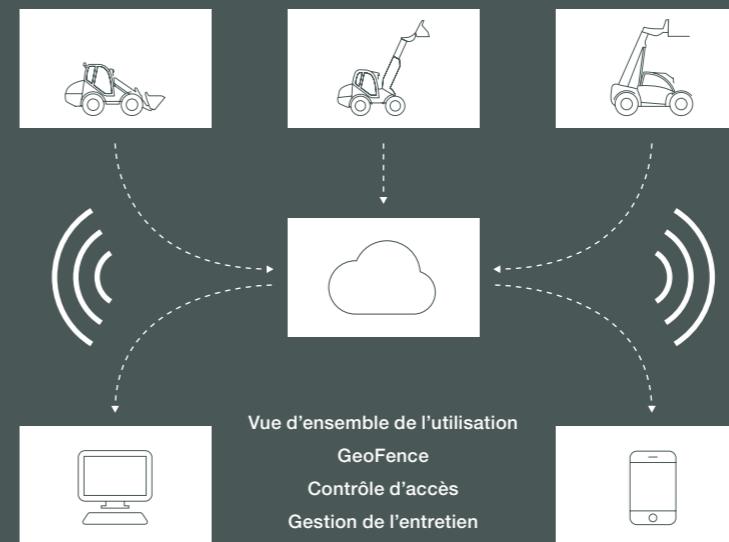 Vue d’ensemble de l’utilisation
GeoFence
Contrôle d’accès
Gestion de l’entretien